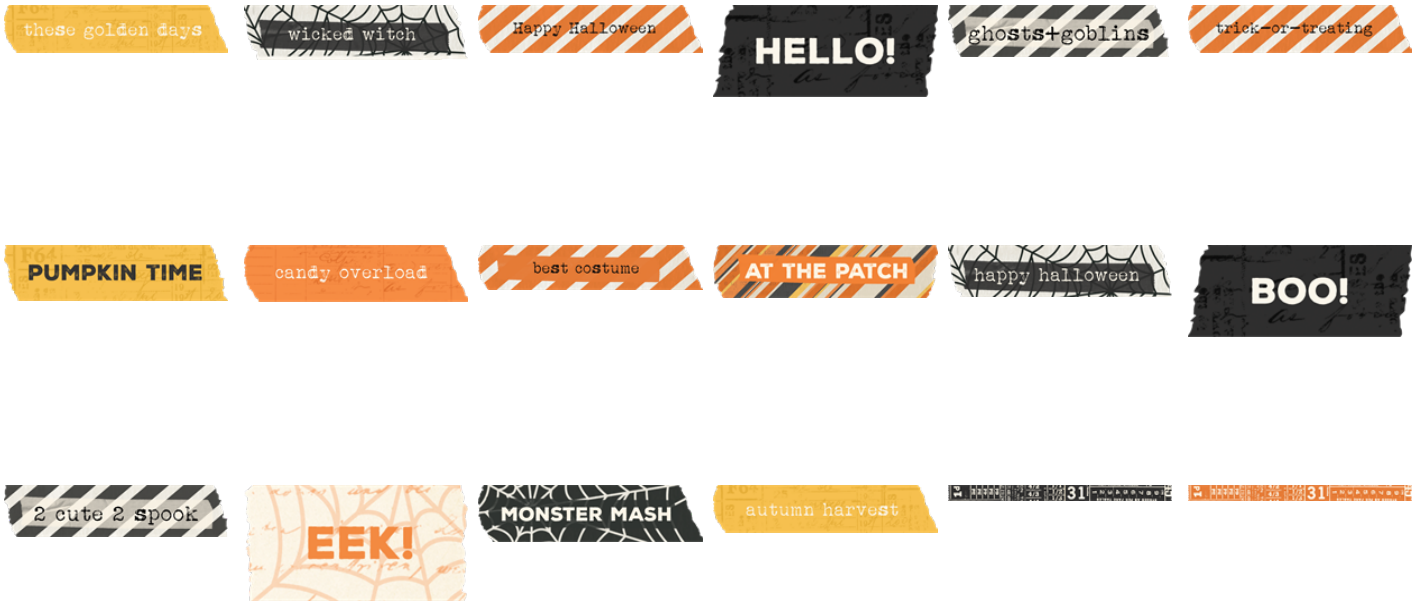 these golden days
wicked witch
Happy Halloween
HELLO!
ghosts+goblins
trick-or-treating
PUMPKIN TIME
candy overload
best costume
AT THE PATCH
happy halloween
BOO!
2 cute 2 spook
EEK!
MONSTER MASH
autumn harvest
31
31